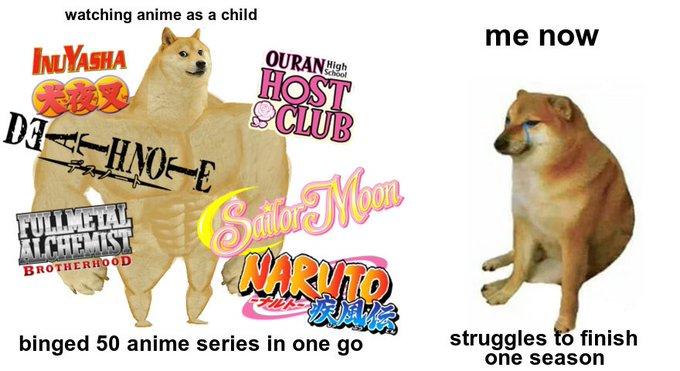 watching anime as a child
me now
INUYASHA
犬夜叉
OURAN High School
HOST
CLUB
DEATH NOTE
デスノート
Sailor Moon
FULLMETAL
ALCHEMIST
BROTHERHOOD
NARUTO
-ナルト-
疾風伝
binged 50 anime series in one go
struggles to finish
one season